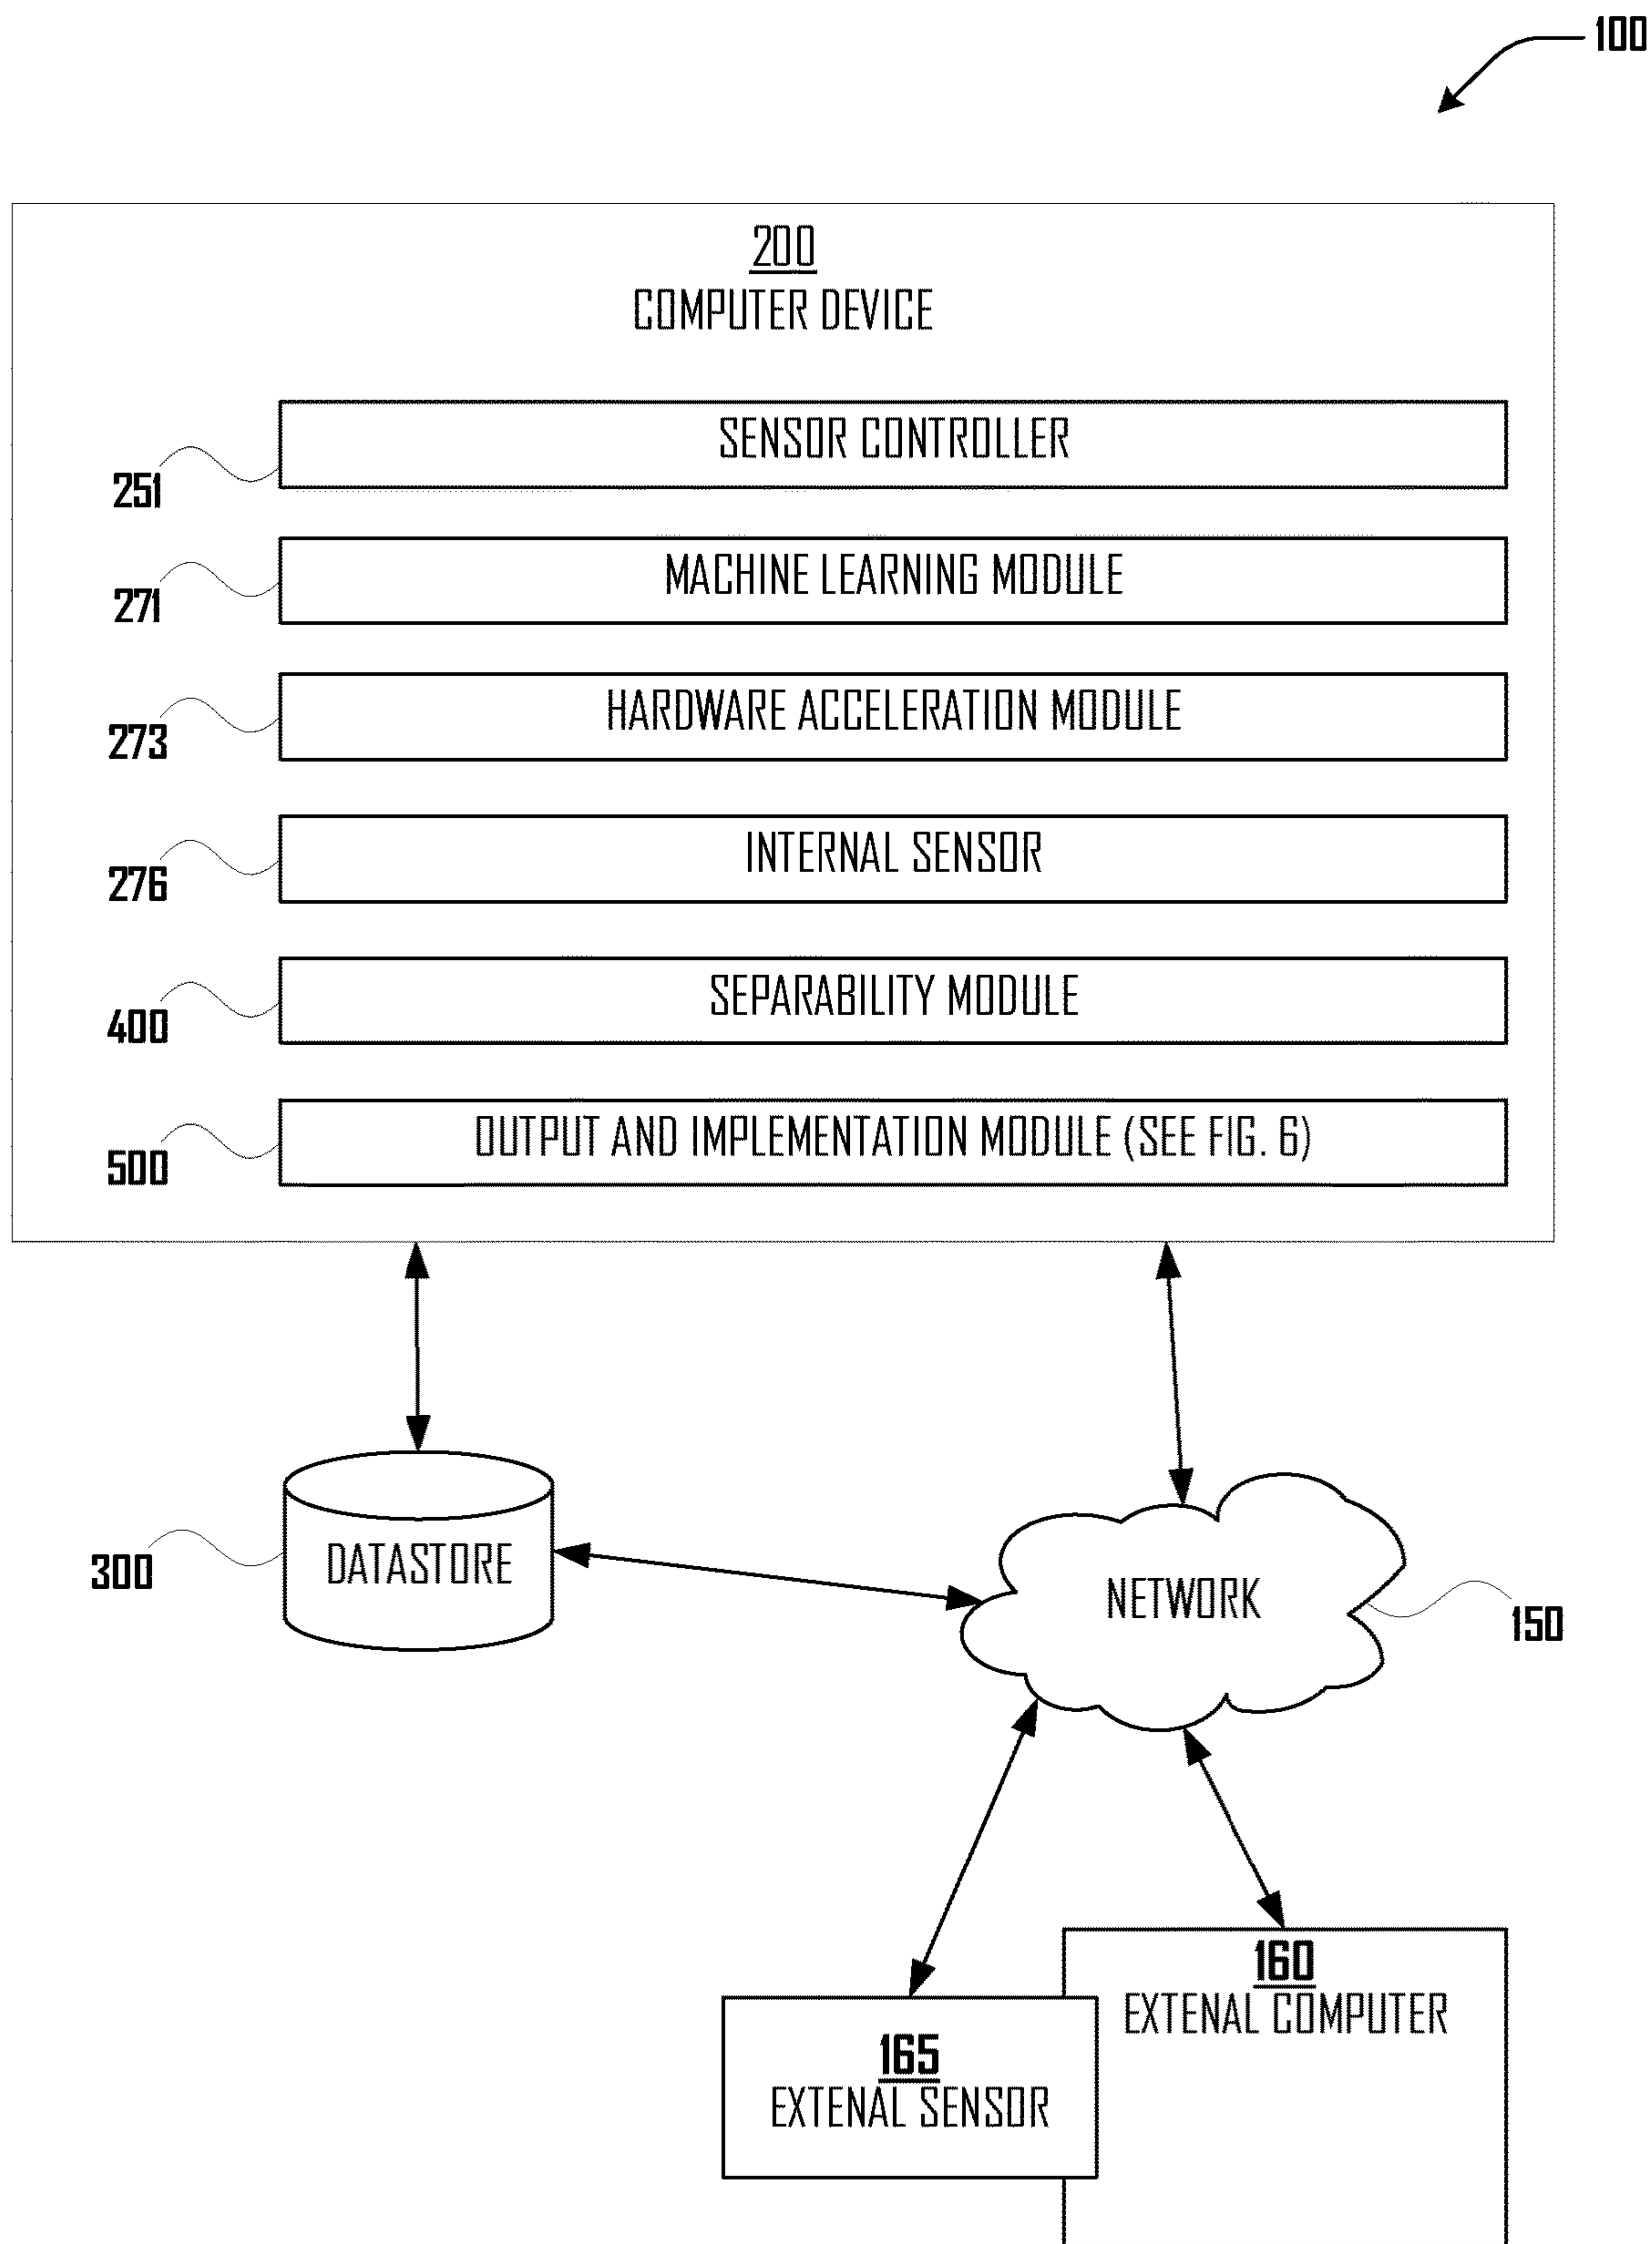 100
200
COMPUTER DEVICE
SENSOR CONTROLLER
251
MACHINE LEARNING MODULE
271
HARDWARE ACCELERATION MODULE
273
INTERNAL SENSOR
276
SEPARABILITY MODULE
400
OUTPUT AND IMPLEMENTATION MODULE (SEE FIG. 6)
500
300
DATASTORE
NETWORK
150
160
EXTENAL COMPUTER
165
EXTENAL SENSOR